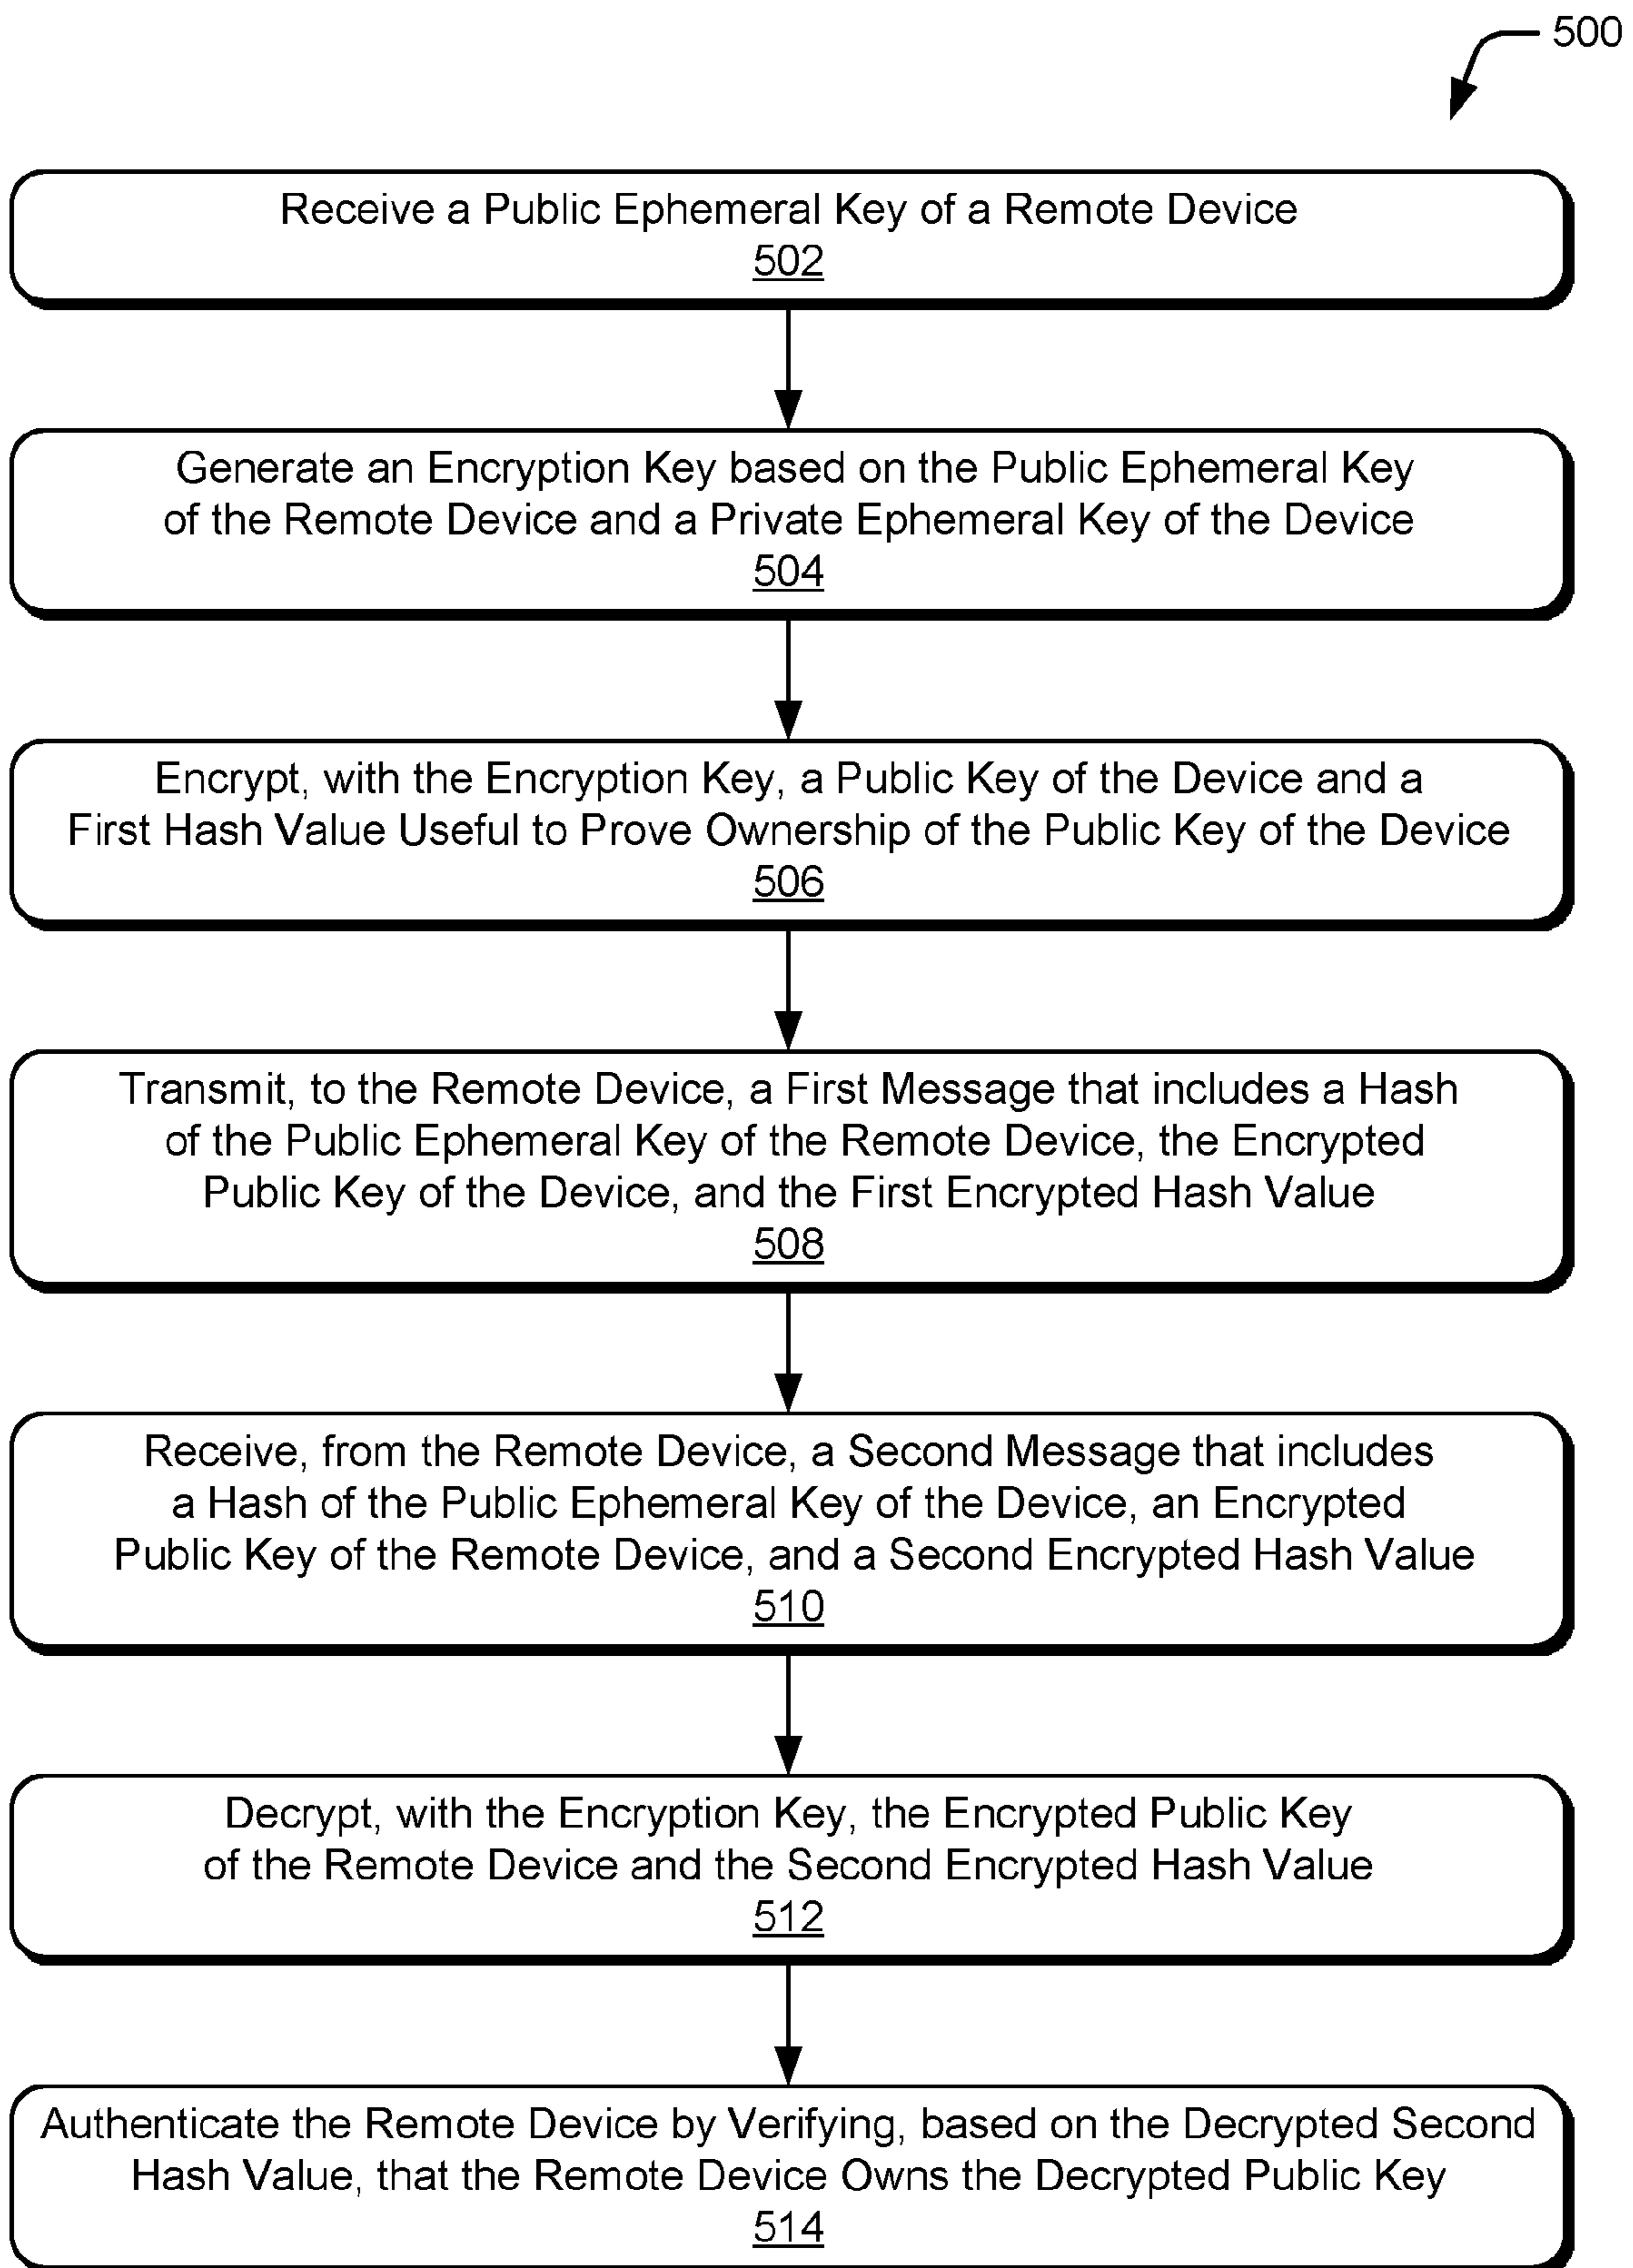 500
Receive a Public Ephemeral Key of a Remote Device
502
Generate an Encryption Key based on the Public Ephemeral Key
of the Remote Device and a Private Ephemeral Key of the Device
504
Encrypt, with the Encryption Key, a Public Key of the Device and a
First Hash Value Useful to Prove Ownership of the Public Key of the Device
506
Transmit, to the Remote Device, a First Message that includes a Hash
of the Public Ephemeral Key of the Remote Device, the Encrypted
Public Key of the Device, and the First Encrypted Hash Value
508
Receive, from the Remote Device, a Second Message that includes
a Hash of the Public Ephemeral Key of the Device, an Encrypted
Public Key of the Remote Device, and a Second Encrypted Hash Value
510
Decrypt, with the Encryption Key, the Encrypted Public Key
of the Remote Device and the Second Encrypted Hash Value
512
Authenticate the Remote Device by Verifying, based on the Decrypted Second
Hash Value, that the Remote Device Owns the Decrypted Public Key
514